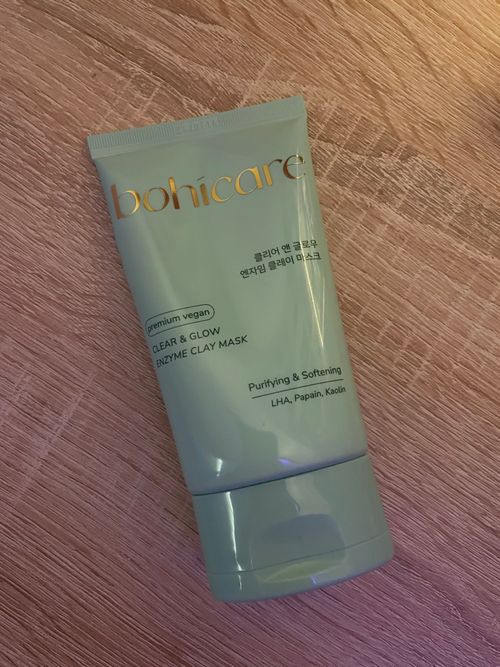 bohicare
클리어 앤 글로우
엔자임 클레이 마스크
premium vegan
CLEAR & GLOW
ENZYME CLAY MASK
Purifying & Softening
LHA, Papain, Kaolin